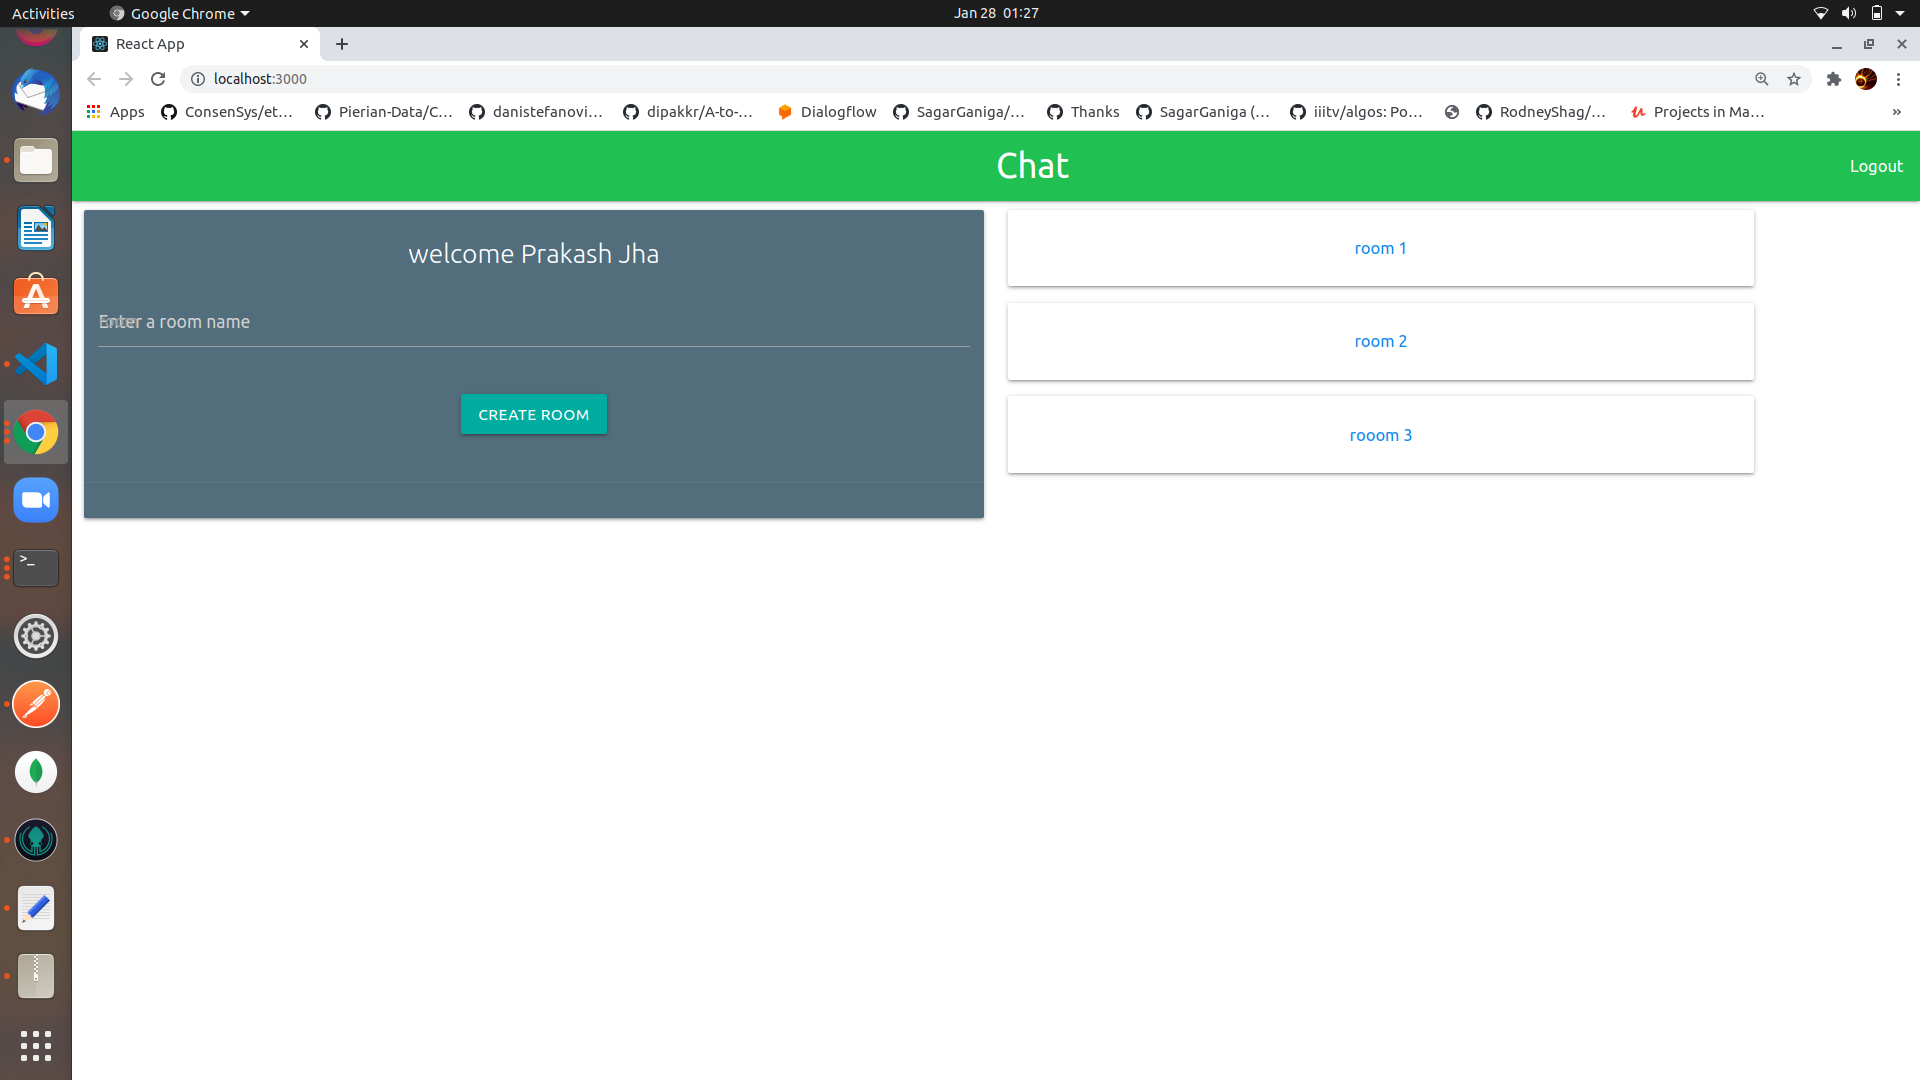 Activities Google Chrome Jan 28 01:27
React App
localhost:3000
Apps ConsenSys/et... Pierian-Data/C... danistefanovi... dipakkr/A-to-... Dialogflow SagarGaniga/... Thanks SagarGaniga (... iiitv/algos: Po... RodneyShag/... Projects in Ma... »
Chat
Logout
welcome Prakash Jha
Enter a room name
CREATE ROOM
room 1
room 2
rooom 3